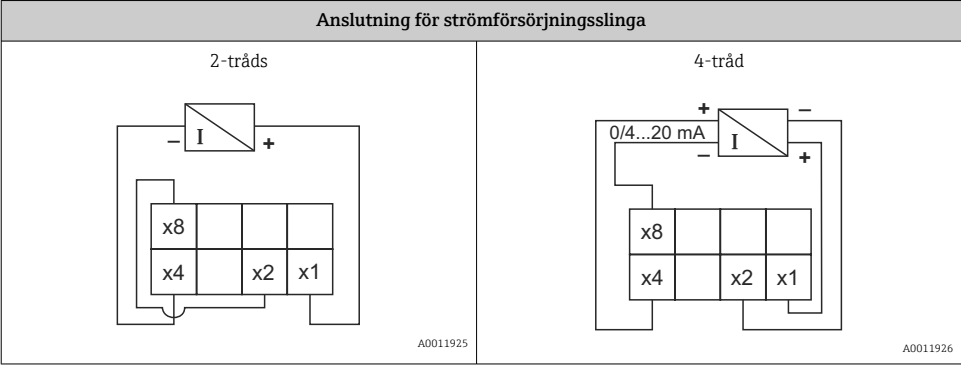 Anslutning för strömförsörjningsslinga
2-tråds
4-tråd
− I +
x8
x4 x2 x1
A0011925
+ −
0/4...20 mA I
− +
x8
x4 x2 x1
A0011926